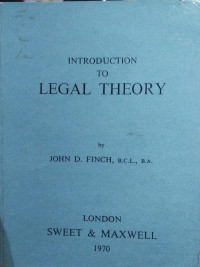 INTRODUCTION
TO
LEGAL THEORY
by
JOHN D. FINCH, B.C.L., B.A.
LONDON
SWEET & MAXWELL
1970